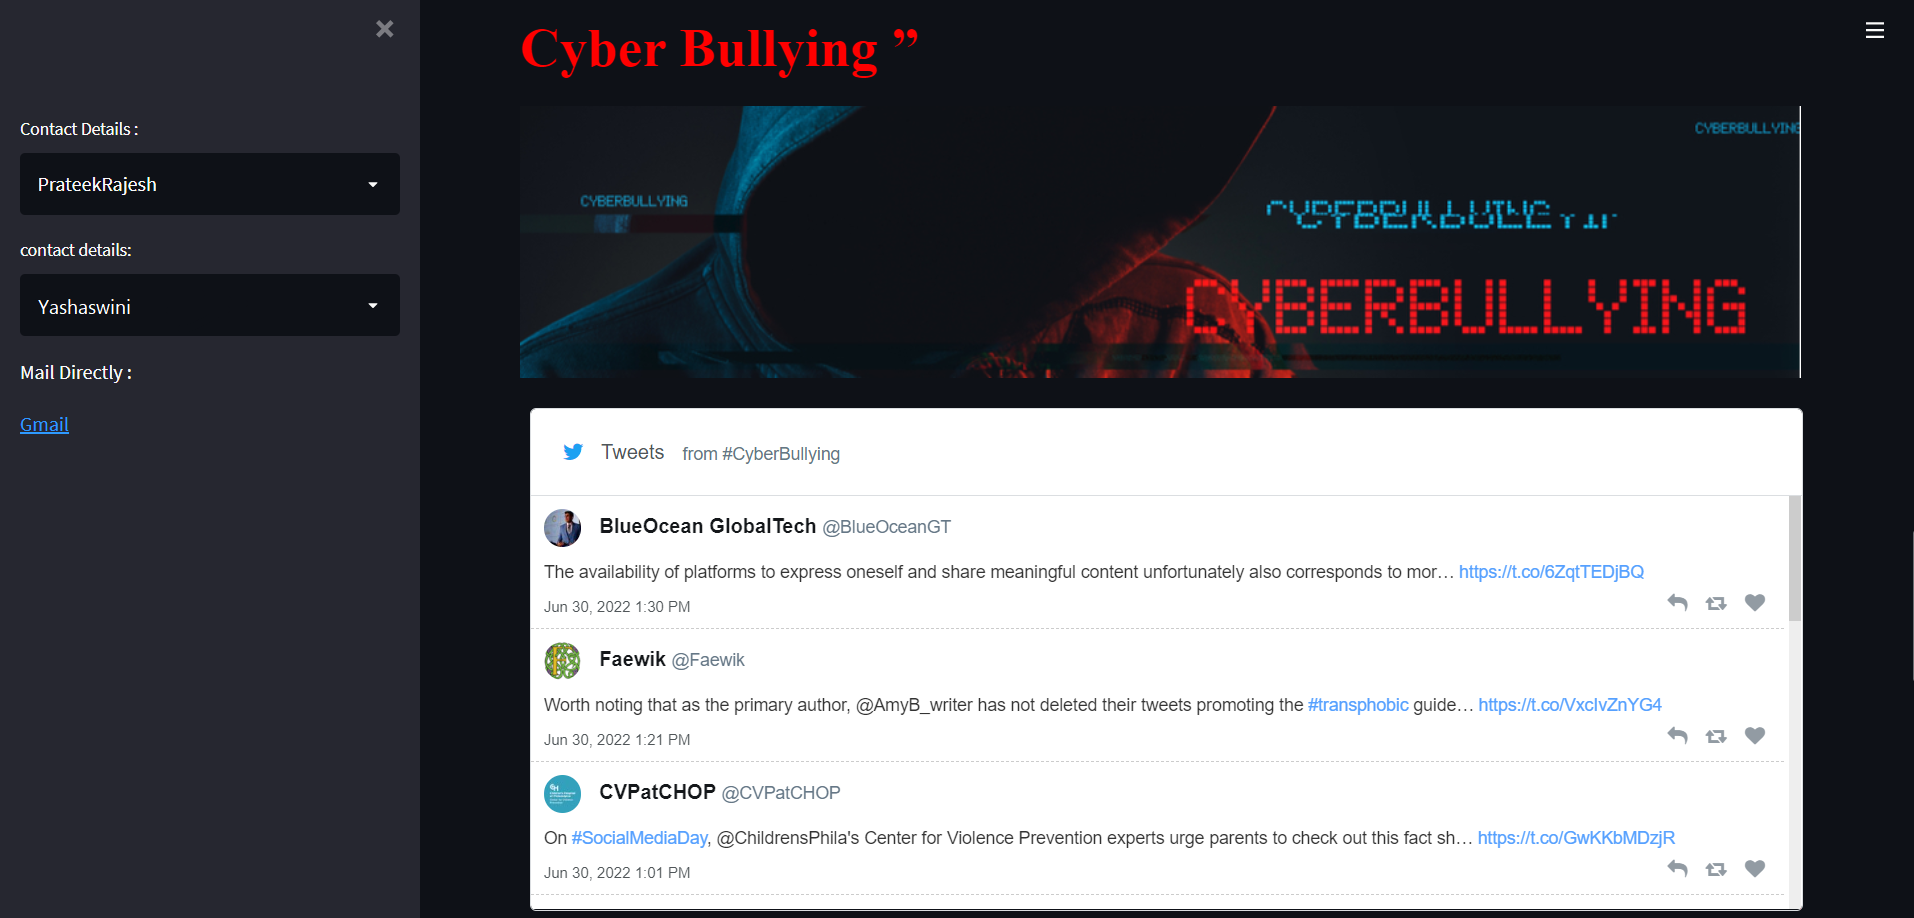 Contact Details :
PrateekRajesh
contact details:
Yashaswini
Mail Directly :
Gmail
Cyber Bullying ”
CYBERBULLYING
CYBERBULLYING
CYBERBULLYING
Tweets from #CyberBullying
BlueOcean GlobalTech @BlueOceanGT
The availability of platforms to express oneself and share meaningful content unfortunately also corresponds to mor… https://t.co/6ZqtTEDjBQ
Jun 30, 2022 1:30 PM
Faewik @Faewik
Worth noting that as the primary author, @AmyB_writer has not deleted their tweets promoting the #transphobic guide… https://t.co/VxcIvZnYG4
Jun 30, 2022 1:21 PM
CVPatCHOP @CVPatCHOP
On #SocialMediaDay, @ChildrensPhila's Center for Violence Prevention experts urge parents to check out this fact sh… https://t.co/GwKKbMDzjR
Jun 30, 2022 1:01 PM